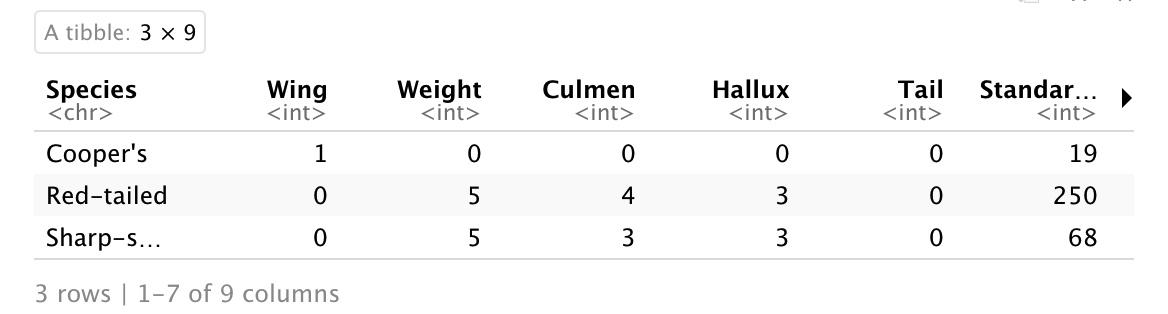 A tibble: 3 × 9
Species Wing Weight Culmen Hallux Tail Standar...
<chr> <int> <int> <int> <int> <int> <int>
Cooper's 1 0 0 0 0 19
Red-tailed 0 5 4 3 0 250
Sharp-s... 0 5 3 3 0 68
3 rows | 1-7 of 9 columns